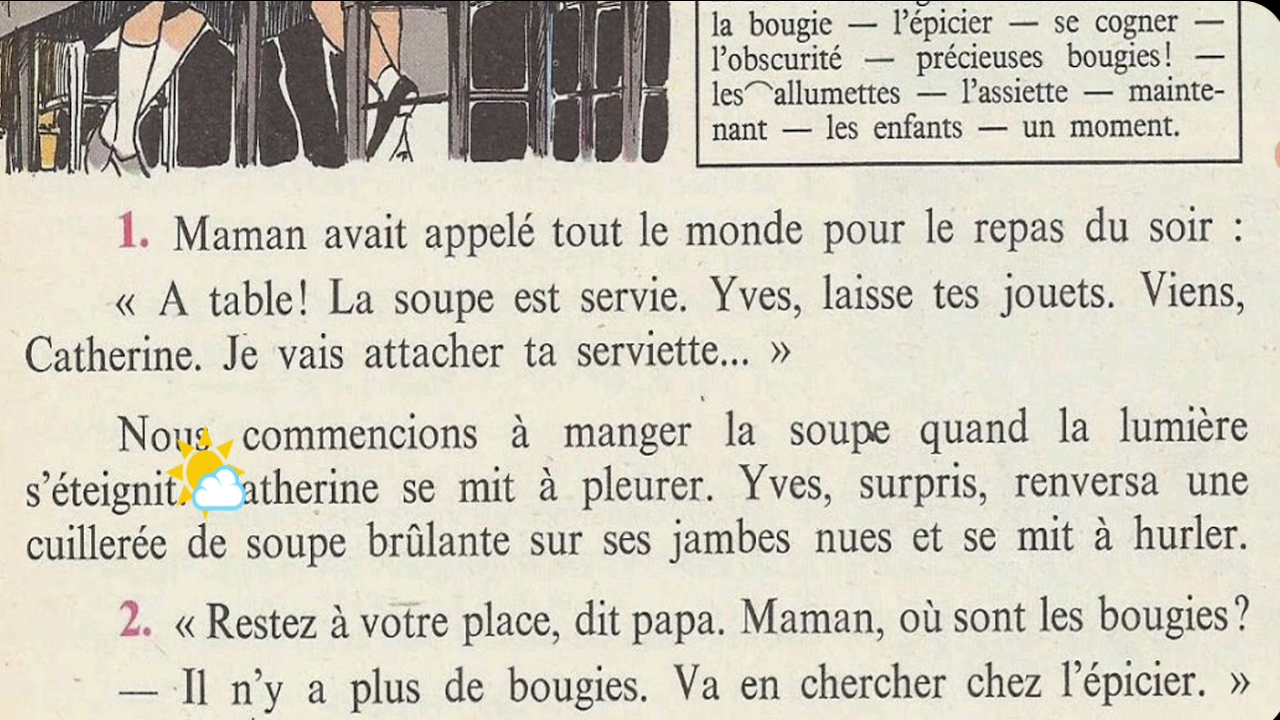 la bougie — l'épicier — se cogner —
l'obscurité — précieuses bougies! —
les allumettes — l'assiette — mainte-
nant — les enfants — un moment.
1. Maman avait appelé tout le monde pour le repas du soir :
« A table! La soupe est servie. Yves, laisse tes jouets. Viens,
Catherine. Je vais attacher ta serviette... »
Nous commencions à manger la soupe quand la lumière
s'éteignit. atherine se mit à pleurer. Yves, surpris, renversa une
cuillerée de soupe brûlante sur ses jambes nues et se mit à hurler.
2. « Restez à votre place, dit papa. Maman, où sont les bougies?
— Il n'y a plus de bougies. Va en chercher chez l'épicier. »